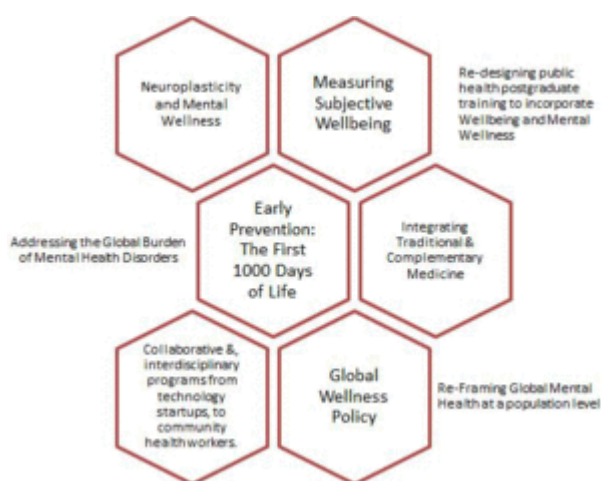 Neuroplasticity
and Mental
Wellness
Measuring
Subjective
Wellbeing
Re-designing public
health postgraduate
training to incorporate
Wellbeing and Mental
Wellness
Addressing the Global Burden
of Mental Health Disorders
Early
Prevention:
The First
1000 Days
of Life
Integrating
Traditional &
Complementary
Medicine
Collaborative &,
interdisciplinary
programs from
technology
startups, to
community
health workers.
Global
Wellness
Policy
Re-Framing Global Mental
Health at a population level